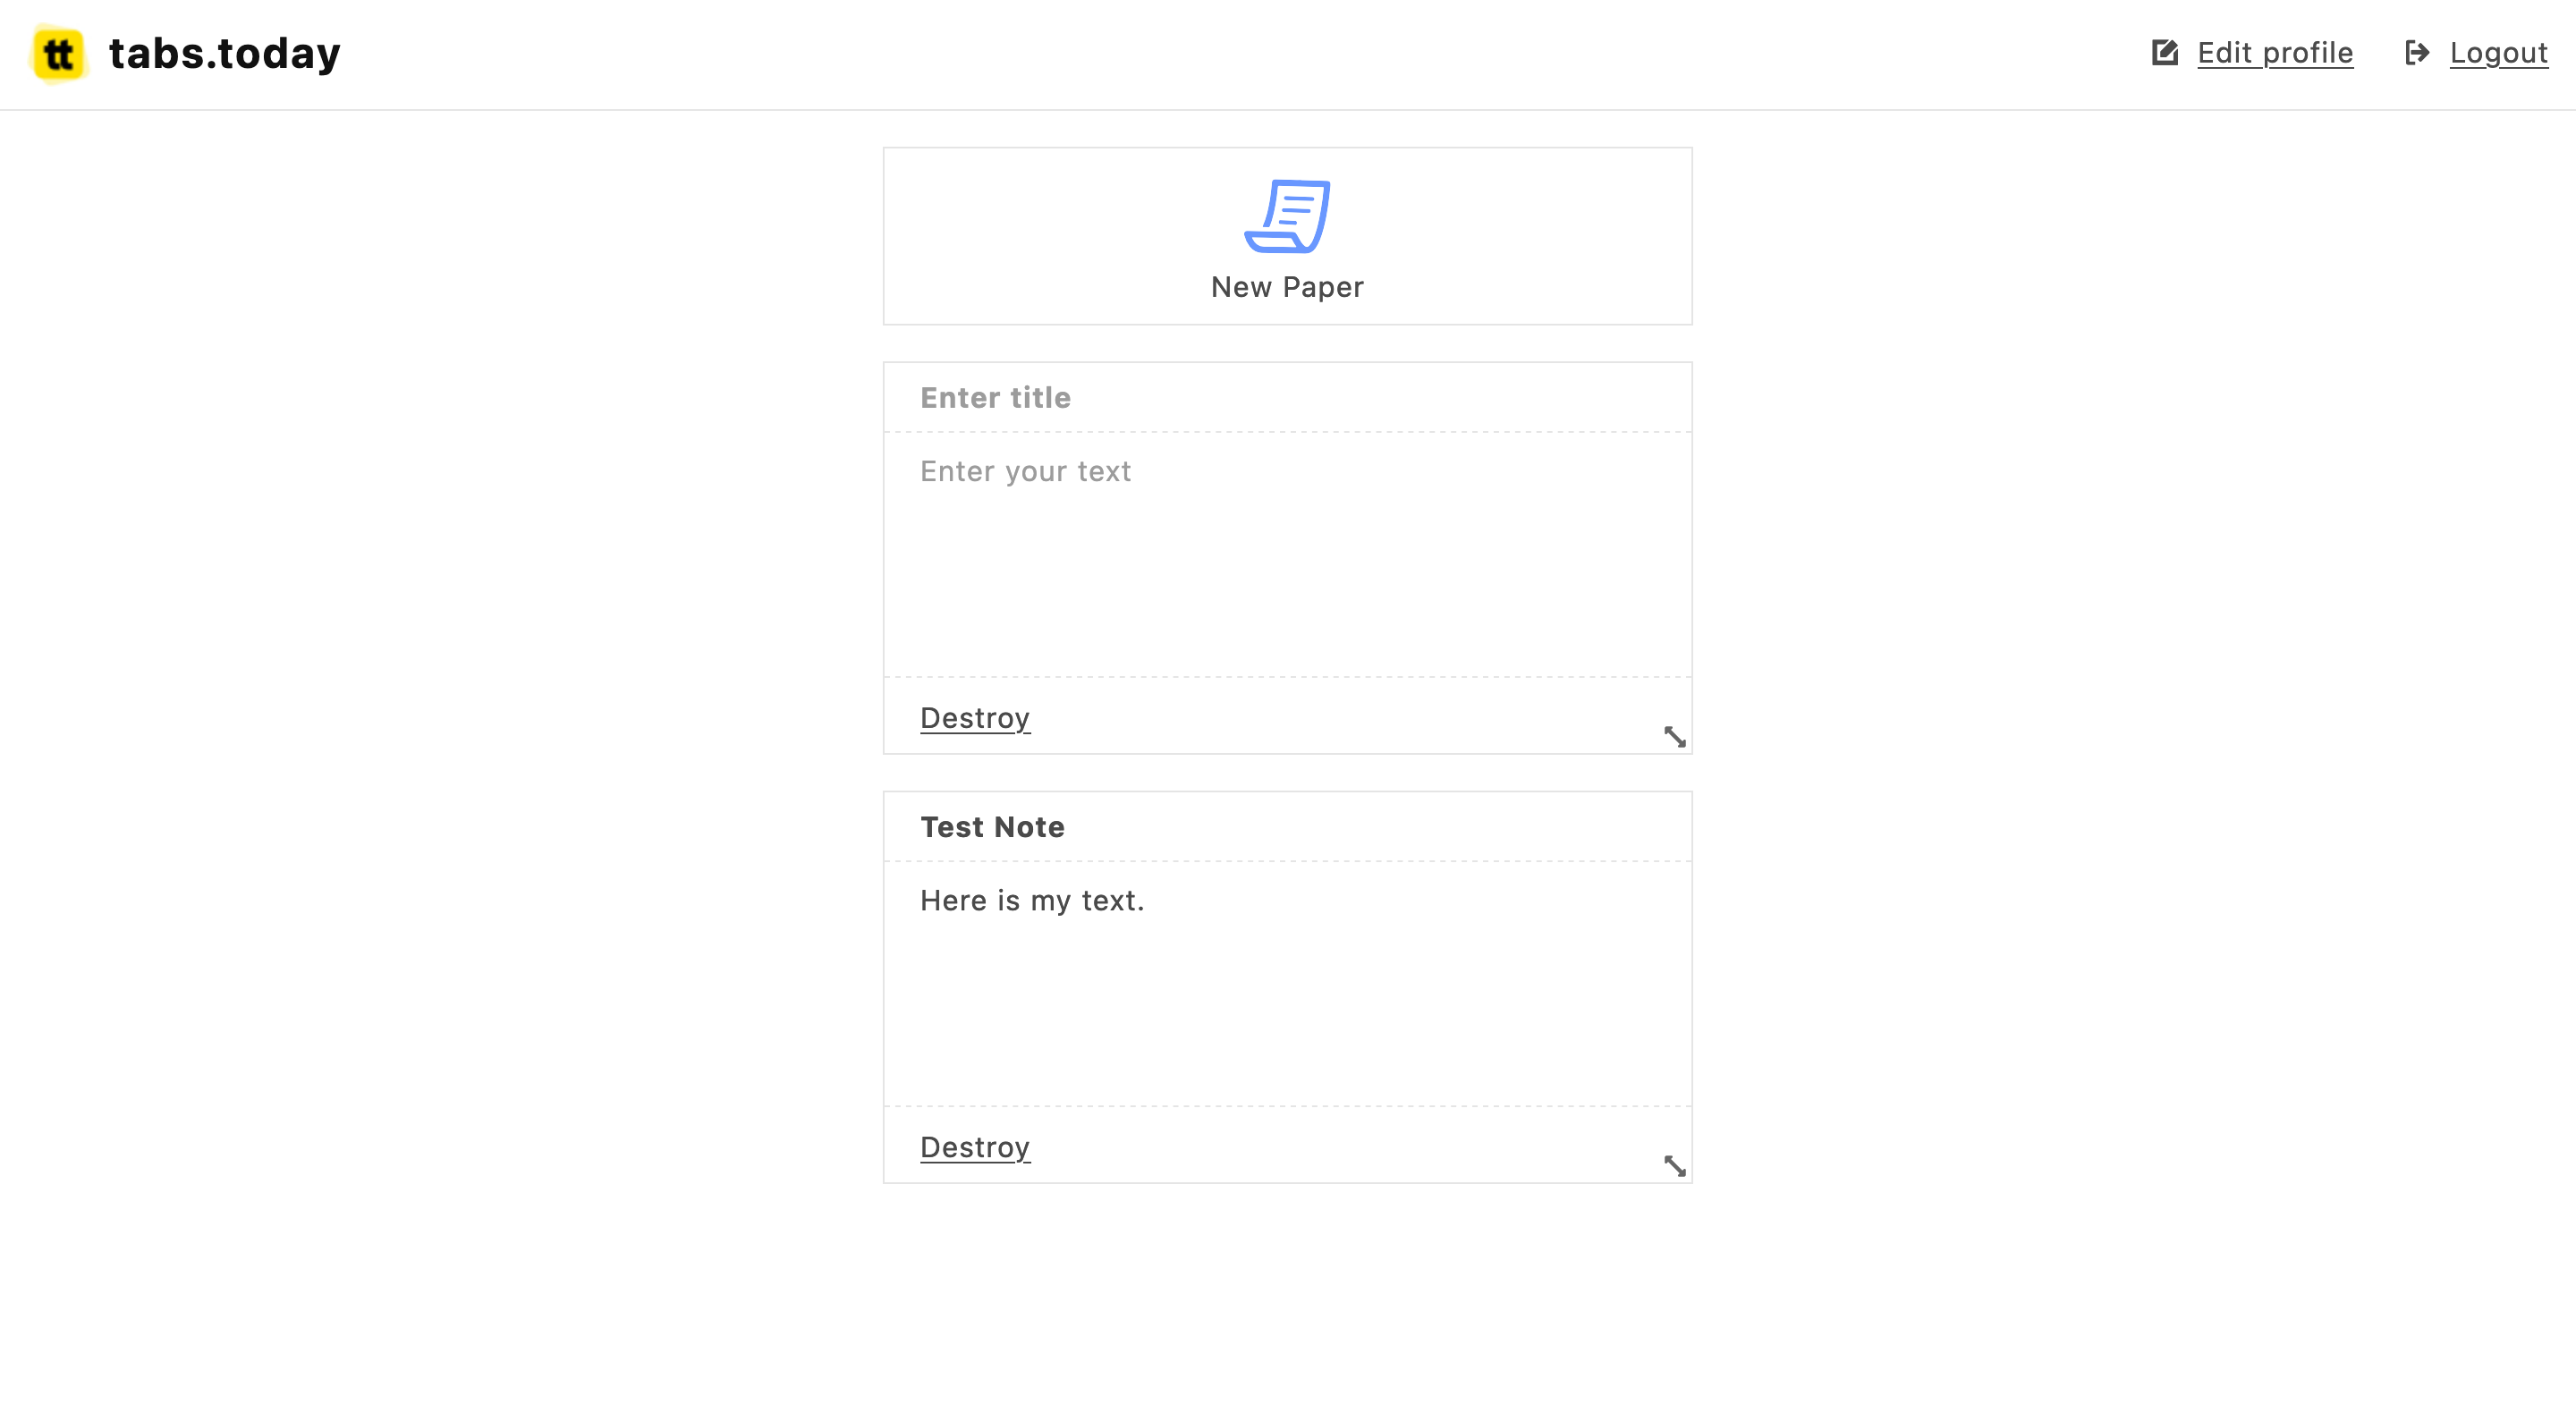 tt tabs.today
Edit profile
Logout
New Paper
Enter title
Enter your text
Destroy
Test Note
Here is my text.
Destroy